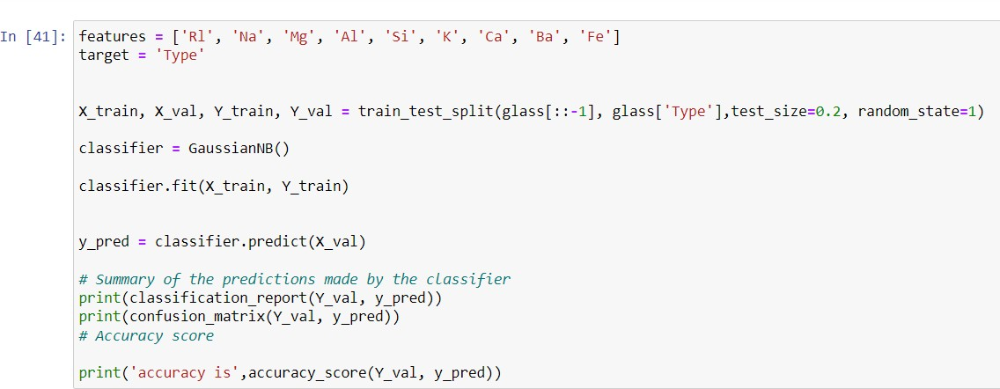 In [41]: features = ['Rl', 'Na', 'Mg', 'Al', 'Si', 'K', 'Ca', 'Ba', 'Fe']
target = 'Type'
X_train, X_val, Y_train, Y_val = train_test_split(glass[::-1], glass['Type'],test_size=0.2, random_state=1)
classifier = GaussianNB()
classifier.fit(X_train, Y_train)
y_pred = classifier.predict(X_val)
# Summary of the predictions made by the classifier
print(classification_report(Y_val, y_pred))
print(confusion_matrix(Y_val, y_pred))
# Accuracy score
print('accuracy is',accuracy_score(Y_val, y_pred))